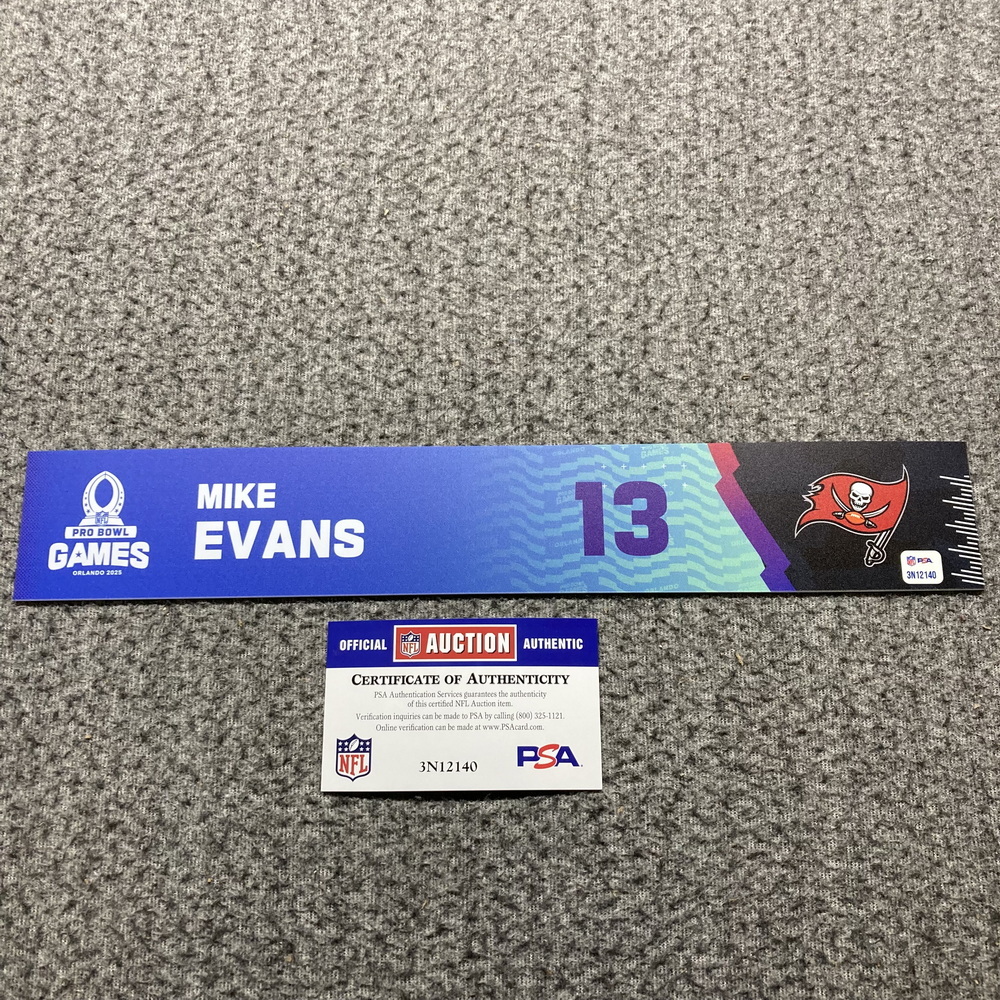 NFL
PRO BOWL
GAMES
ORLANDO 2025
MIKE
EVANS
13
GAMES
PSA
3N12140
OFFICIAL NFL AUCTION AUTHENTIC
CERTIFICATE OF AUTHENTICITY
PSA Authentication Services guarantees the authenticity
of this certified NFL Auction item.
Verification inquiries can be made to PSA by calling (800) 325-1121.
Online verification can be made at www.PSAcard.com.
NFL
3N12140
PSA